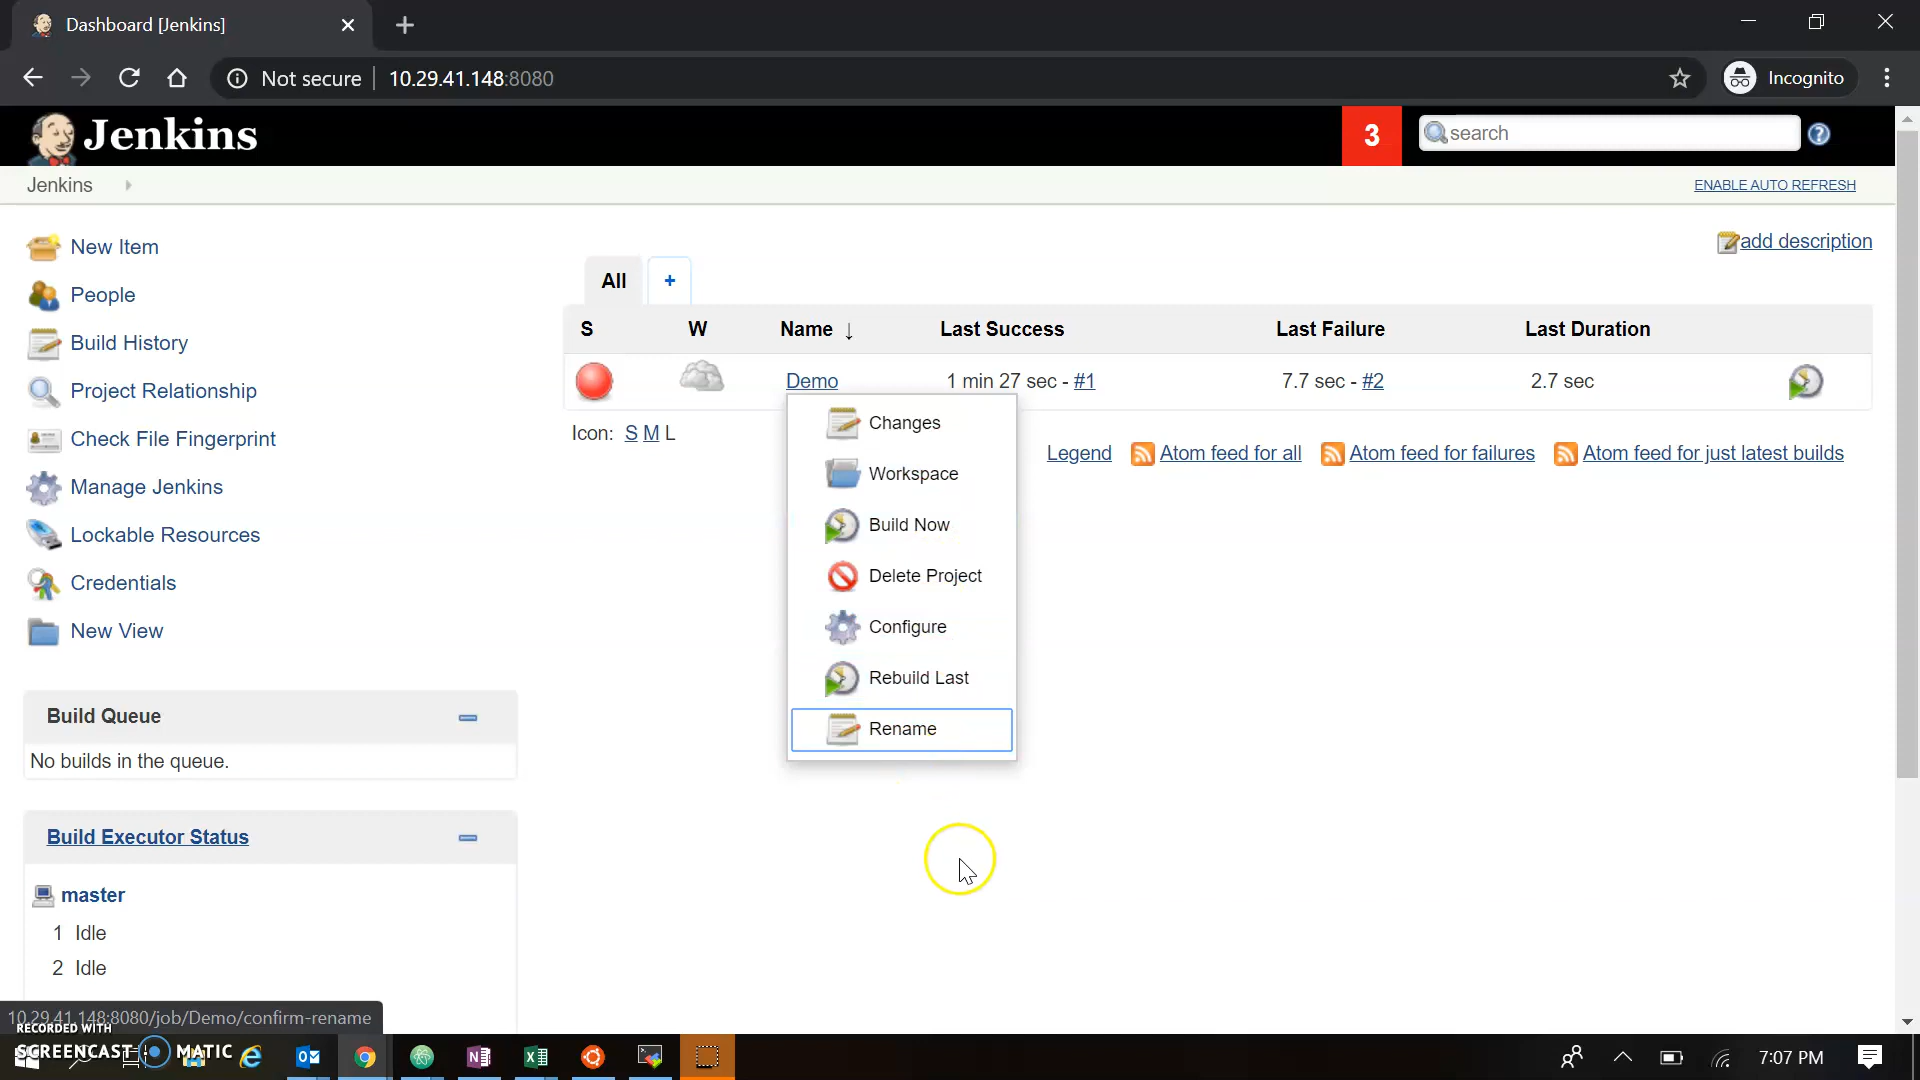 Dashboard [Jenkins]
Not secure
10.29.41.148:8080
Incognito
Jenkins
3
search
Jenkins
ENABLE AUTO REFRESH
New Item
add description
All +
People
S W Name ↓ Last Success Last Failure Last Duration
Build History
Demo 1 min 27 sec - #1 7.7 sec - #2 2.7 sec
Project Relationship
Icon: S M L
Check File Fingerprint
Legend Atom feed for all Atom feed for failures Atom feed for just latest builds
Changes
Workspace
Build Now
Delete Project
Configure
Rebuild Last
Rename
Manage Jenkins
Lockable Resources
Credentials
New View
Build Queue
No builds in the queue.
Build Executor Status
master
1 Idle
2 Idle
10.29.41.148:8080/job/Demo/confirm-rename
RECORDED WITH
SCREENCAST MATIC
7:07 PM